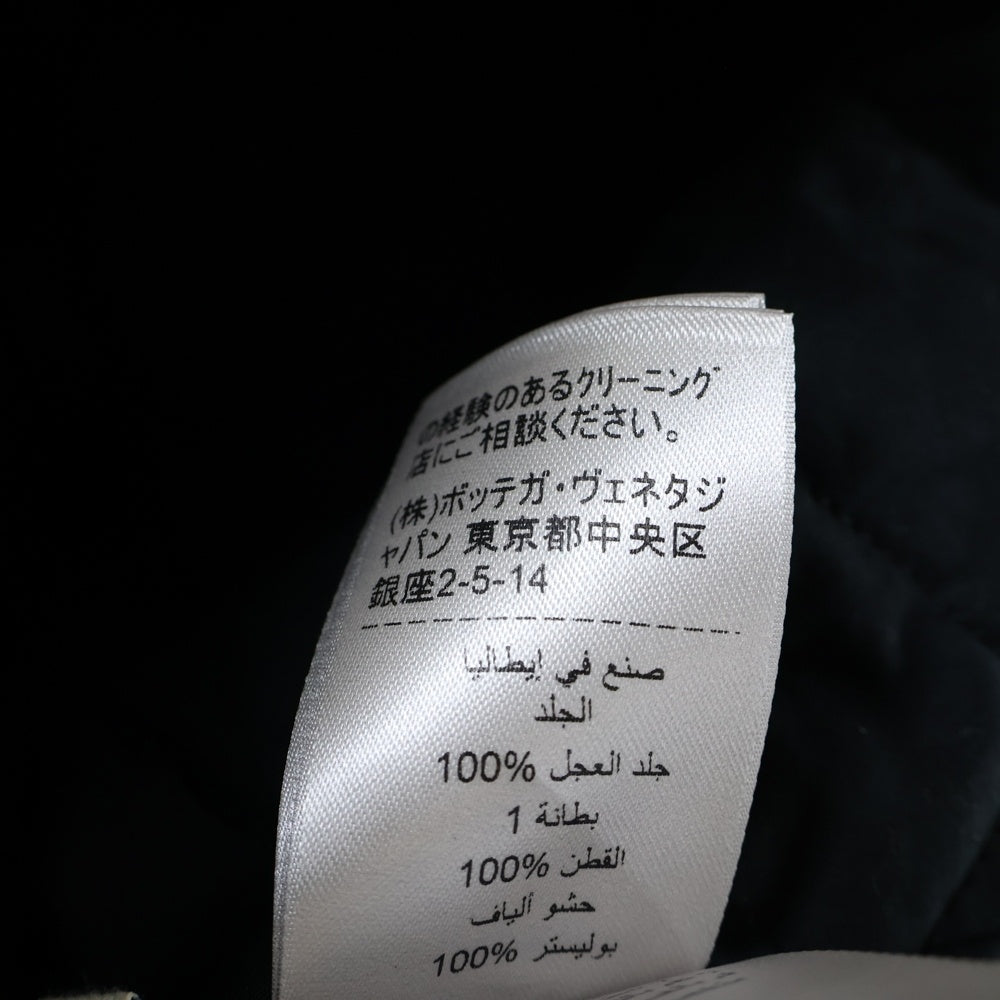 の経験のあるクリーニング
店にご相談ください。
(株)ボッテガ・ヴェネタジ
ャパン 東京都中央区
銀座2-5-14
صنع في إيطاليا
الجلد
جلد العجل %100
بطانة 1
القطن %100
حشو ألياف
بوليستر %100